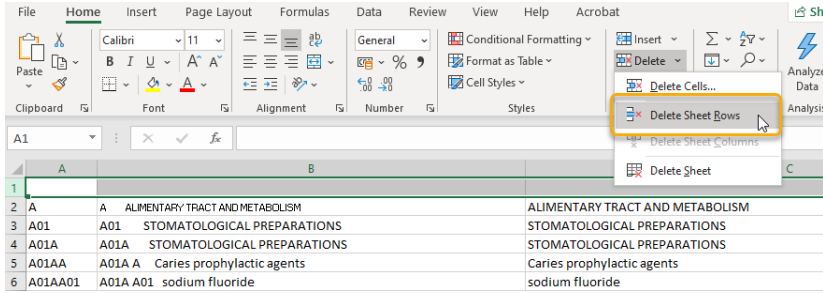 File Home Insert Page Layout Formulas Data Review View Help Acrobat Sh
Calibri 11 A^ A˅ ab General Conditional Formatting Insert Σ
Paste B I U A % 9 Format as Table Delete
Cell Styles Analyze
Data
Clipboard Font Alignment Number Styles Analysis
Delete Cells...
Delete Sheet Rows
Delete Sheet Columns
Delete Sheet
A1 fx
A B C
1
2 A A ALIMENTARY TRACT AND METABOLISM ALIMENTARY TRACT AND METABOLISM
3 A01 A01 STOMATOLOGICAL PREPARATIONS STOMATOLOGICAL PREPARATIONS
4 A01A A01A STOMATOLOGICAL PREPARATIONS STOMATOLOGICAL PREPARATIONS
5 A01AA A01A A Caries prophylactic agents Caries prophylactic agents
6 A01AA01 A01A A01 sodium fluoride sodium fluoride